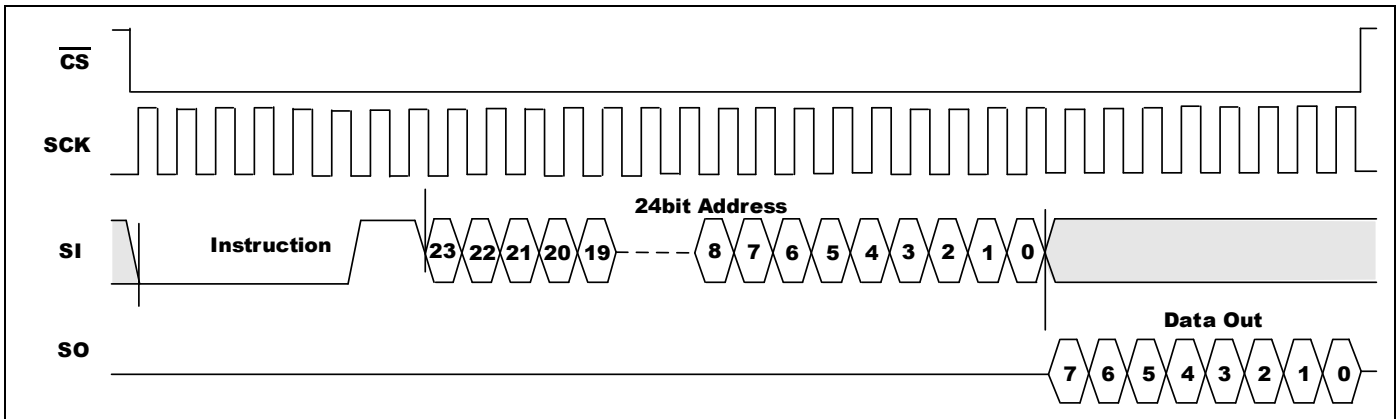 CS
SCK
24bit Address
SI Instruction 23 22 21 20 19 8 7 6 5 4 3 2 1 0
Data Out
SO 7 6 5 4 3 2 1 0